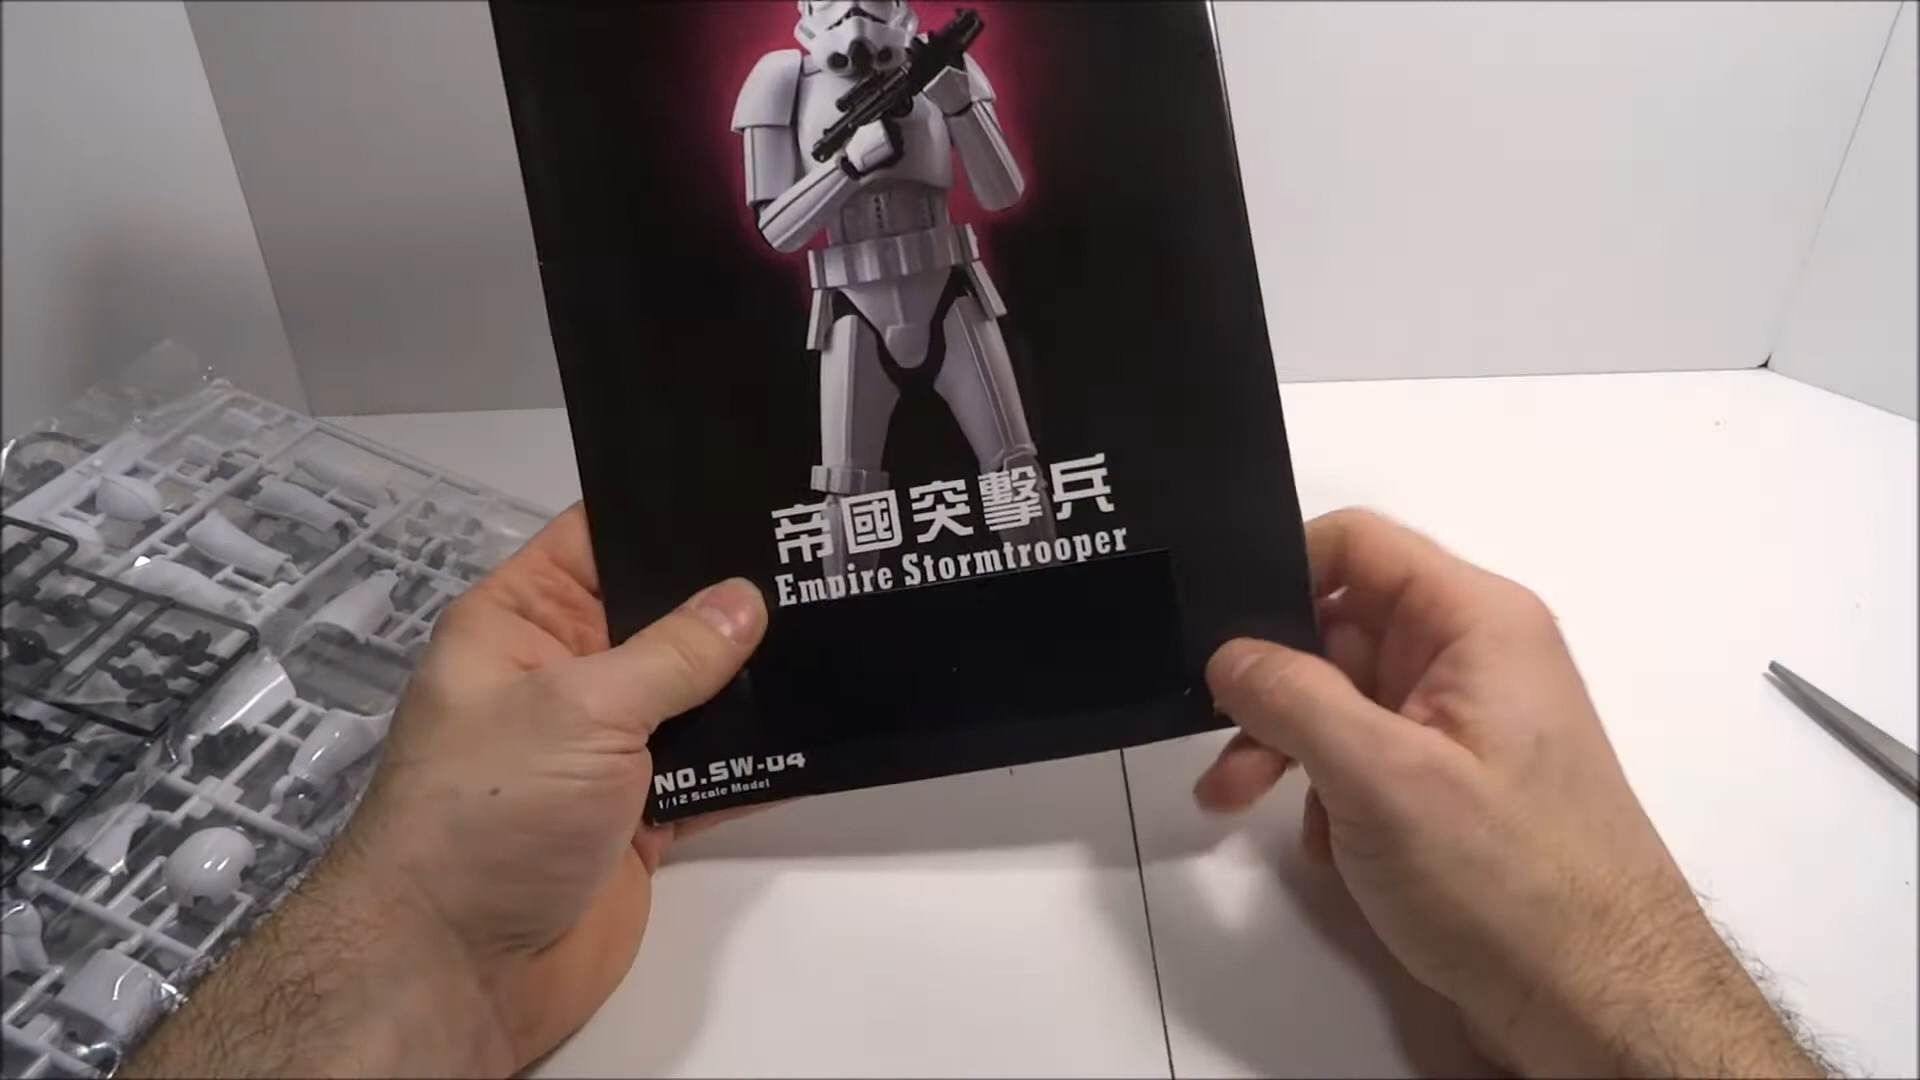 帝國突擊兵
Empire Stormtrooper
NO.SW-04
1/12 Scale Model